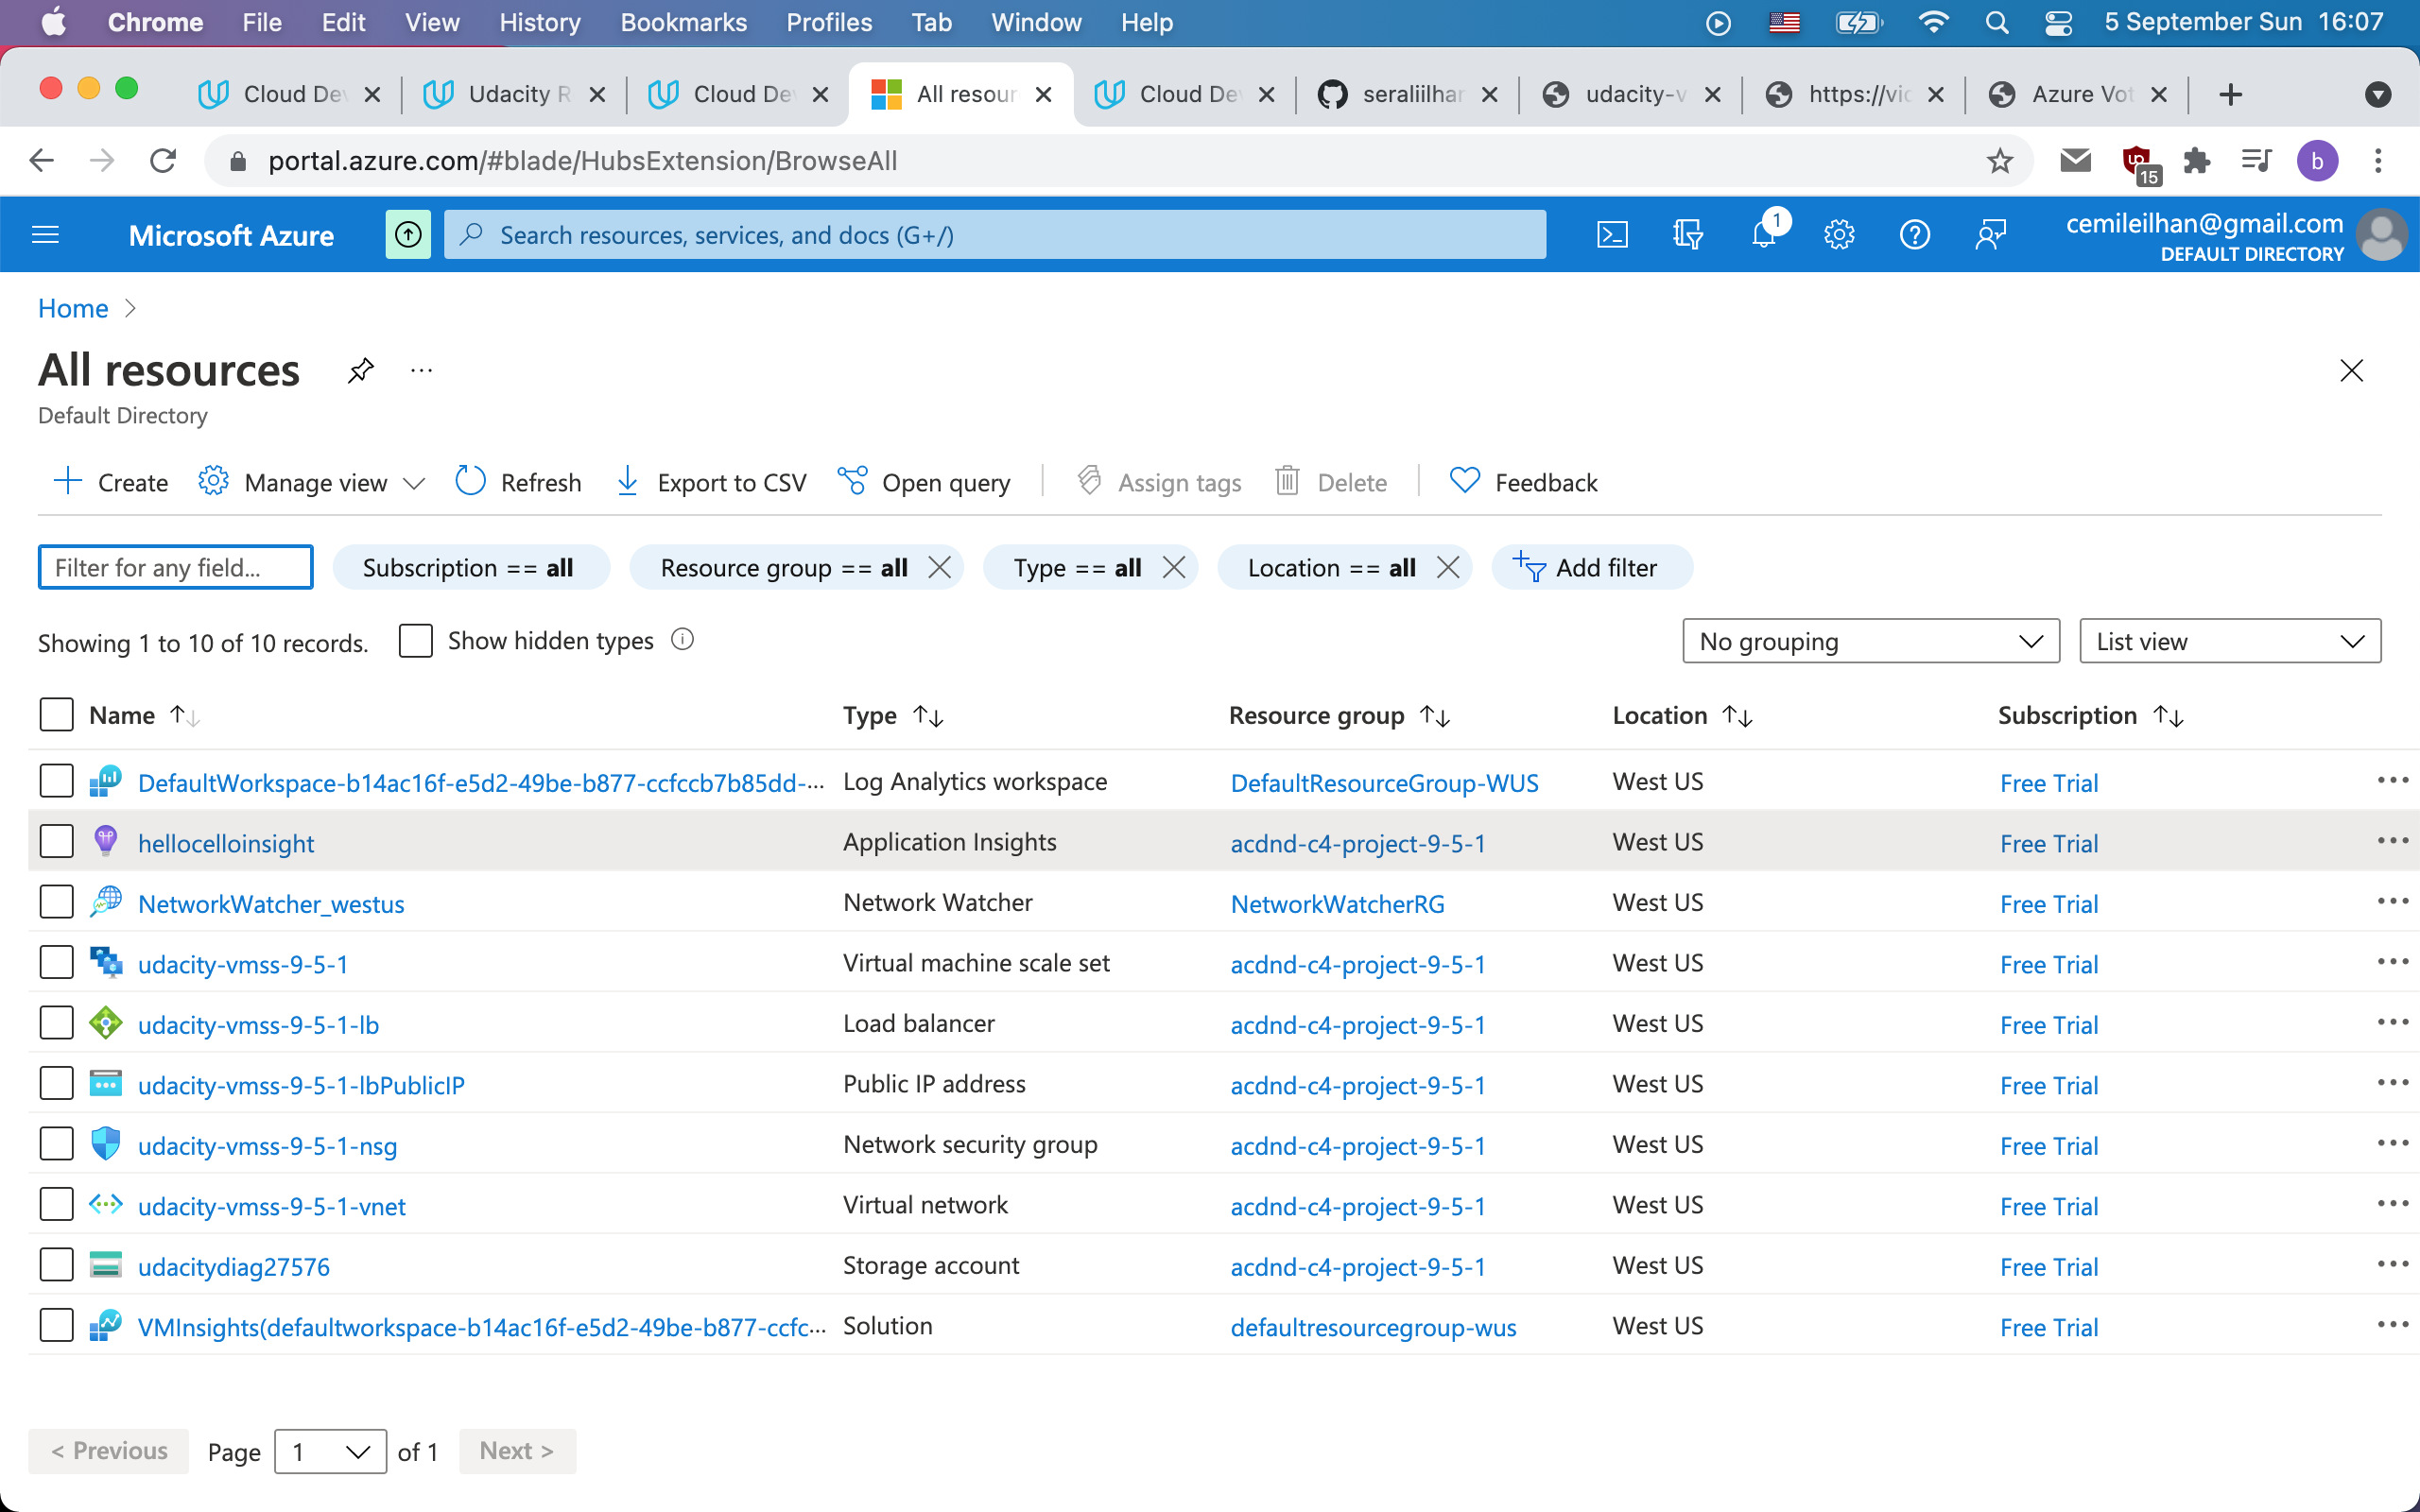 Chrome File Edit View History Bookmarks Profiles Tab Window Help 5 September Sun 16:07
Cloud De Udacity R Cloud De All resour Cloud De seraliilhar udacity-v https://vic Azure Vot
portal.azure.com/#blade/HubsExtension/BrowseAll 15 b
Microsoft Azure Search resources, services, and docs (G+/) 1 cemileilhan@gmail.com
DEFAULT DIRECTORY
Home >
All resources ...
Default Directory
Create Manage view Refresh Export to CSV Open query Assign tags Delete Feedback
Filter for any field... Subscription == all Resource group == all Type == all Location == all Add filter
Showing 1 to 10 of 10 records. Show hidden types No grouping List view
Name Type Resource group Location Subscription
DefaultWorkspace-b14ac16f-e5d2-49be-b877-ccfccb7b85dd-... Log Analytics workspace DefaultResourceGroup-WUS West US Free Trial ...
hellocelloinsight Application Insights acdnd-c4-project-9-5-1 West US Free Trial ...
NetworkWatcher_westus Network Watcher NetworkWatcherRG West US Free Trial ...
udacity-vmss-9-5-1 Virtual machine scale set acdnd-c4-project-9-5-1 West US Free Trial ...
udacity-vmss-9-5-1-lb Load balancer acdnd-c4-project-9-5-1 West US Free Trial ...
udacity-vmss-9-5-1-lbPublicIP Public IP address acdnd-c4-project-9-5-1 West US Free Trial ...
udacity-vmss-9-5-1-nsg Network security group acdnd-c4-project-9-5-1 West US Free Trial ...
udacity-vmss-9-5-1-vnet Virtual network acdnd-c4-project-9-5-1 West US Free Trial ...
udacitydiag27576 Storage account acdnd-c4-project-9-5-1 West US Free Trial ...
VMInsights(defaultworkspace-b14ac16f-e5d2-49be-b877-ccfc... Solution defaultresourcegroup-wus West US Free Trial ...
< Previous Page 1 of 1 Next >